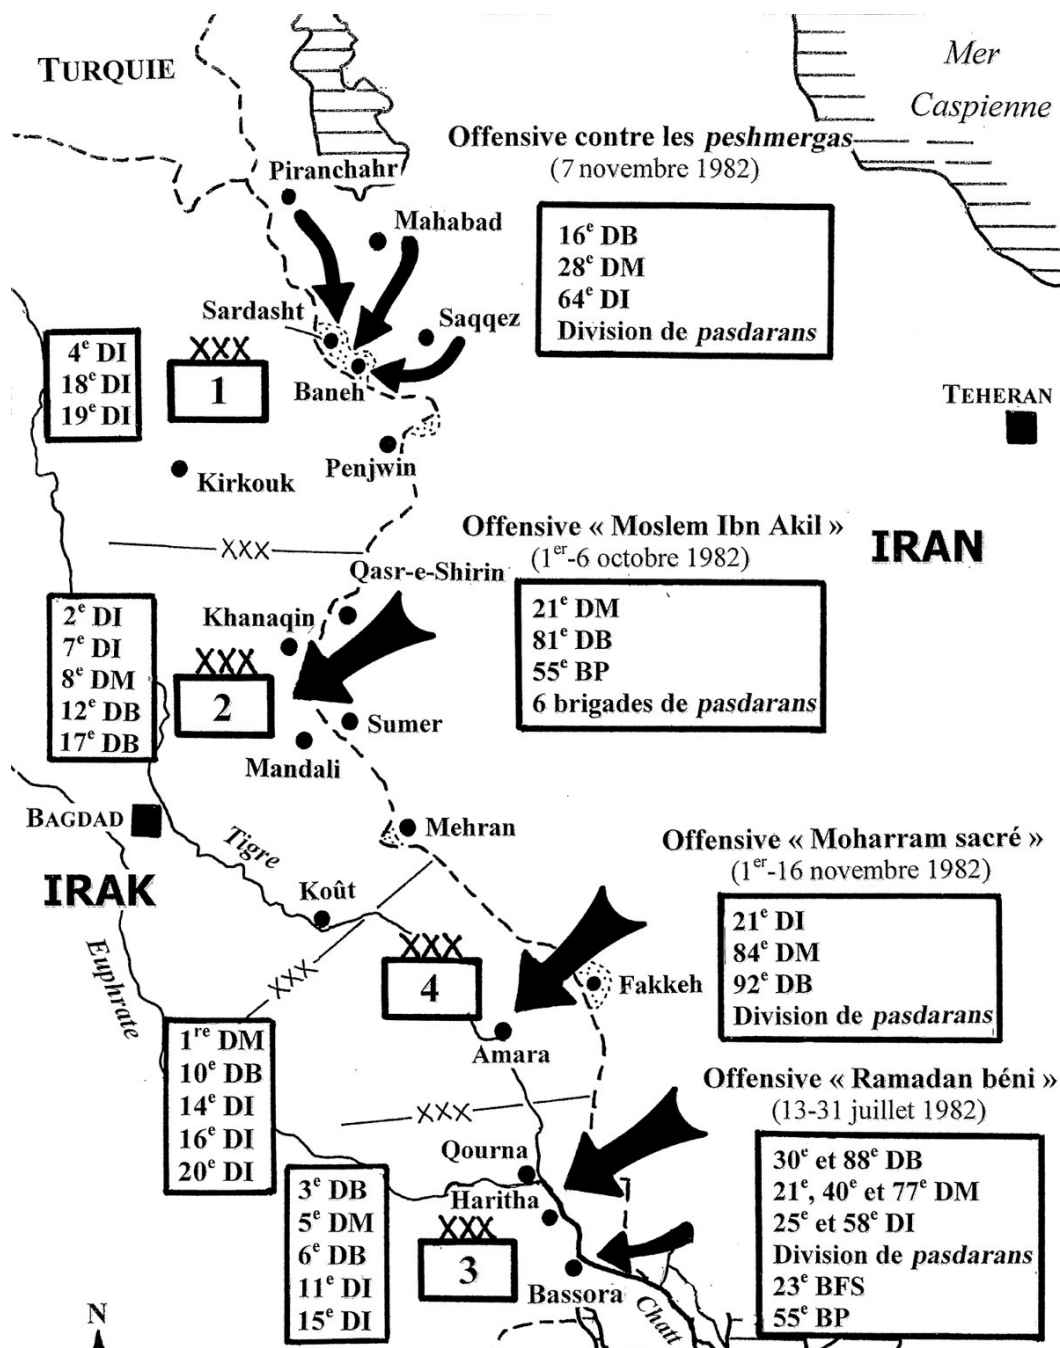 TURQUIE
Mer
Caspienne
Offensive contre les peshmergas
(7 novembre 1982)
16e DB
28e DM
64e DI
Division de pasdarans
Piranchahr
Mahabad
Sardasht
Saqqez
Baneh
XXX
1
4e DI
18e DI
19e DI
TEHERAN
Penjwin
Kirkouk
XXX
Offensive « Moslem Ibn Akil »
(1er-6 octobre 1982)
21e DM
81e DB
55e BP
6 brigades de pasdarans
IRAN
Qasr-e-Shirin
Khanaqin
XXX
2
2e DI
7e DI
8e DM
12e DB
17e DB
Sumer
Mandali
BAGDAD
Tigre
Mehran
IRAK
Koût
Euphrate
XXX
Offensive « Moharram sacré »
(1er-16 novembre 1982)
21e DI
84e DM
92e DB
Division de pasdarans
XXX
4
Fakkeh
Amara
1re DM
10e DB
14e DI
16e DI
20e DI
XXX
Offensive « Ramadan béni »
(13-31 juillet 1982)
30e et 88e DB
21e, 40e et 77e DM
25e et 58e DI
Division de pasdarans
23e BFS
55e BP
Qourna
Haritha
3e DB
5e DM
6e DB
11e DI
15e DI
XXX
3
Bassora
Chatt
N